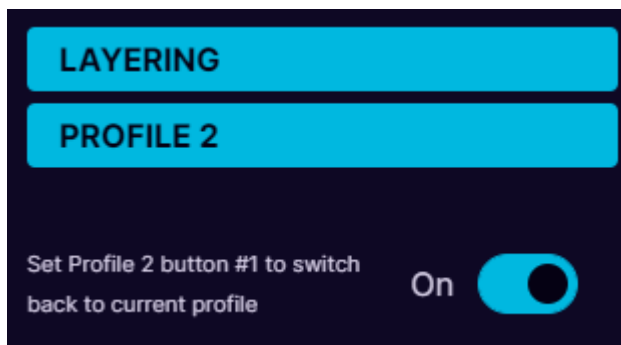 LAYERING
PROFILE 2
Set Profile 2 button #1 to switch
back to current profile
On